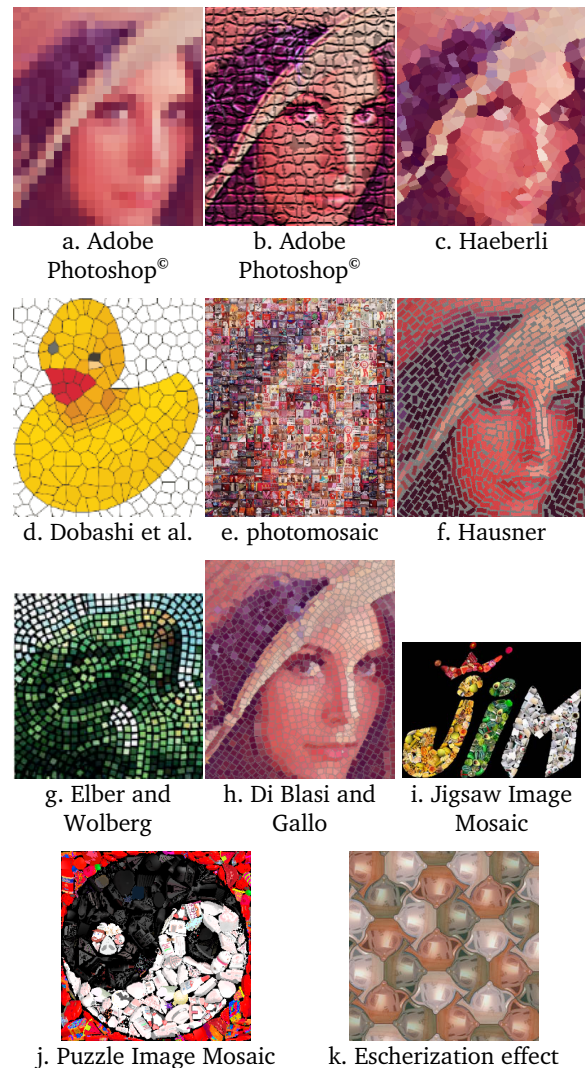 a. Adobe
Photoshop©
b. Adobe
Photoshop©
c. Haeberli
d. Dobashi et al.
e. photomosaic
f. Hausner
JiM
g. Elber and
Wolberg
h. Di Blasi and
Gallo
i. Jigsaw Image
Mosaic
j. Puzzle Image Mosaic
k. Escherization effect